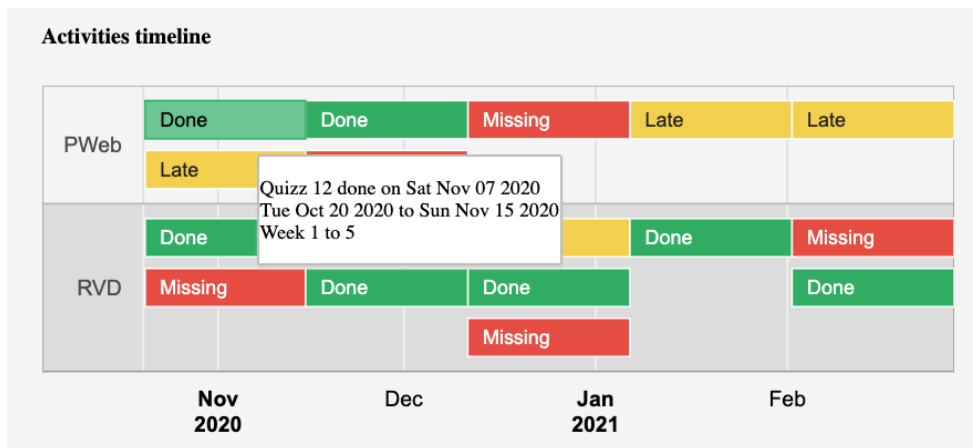 Activities timeline
Done Done Missing Late Late
PWeb
Late
Quizz 12 done on Sat Nov 07 2020
Tue Oct 20 2020 to Sun Nov 15 2020
Week 1 to 5
Done Done Missing
RVD
Missing Done Done Done
Missing
Nov Dec Jan Feb
2020 2021